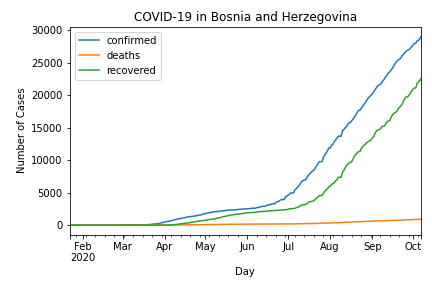 COVID-19 in Bosnia and Herzegovina
Number of Cases
30000
25000
20000
15000
10000
5000
0
confirmed
deaths
recovered
Feb Mar Apr May Jun Jul Aug Sep Oct
2020
Day